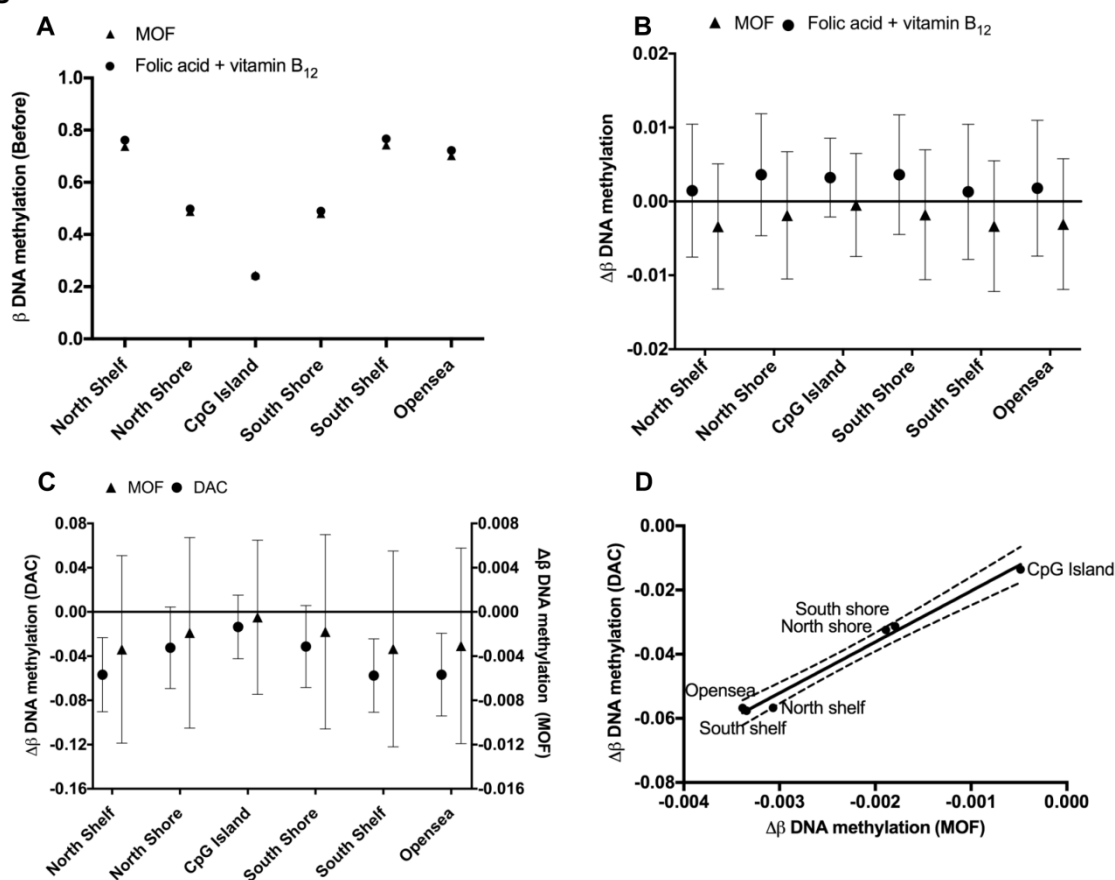 A
▲ MOF
● Folic acid + vitamin B12
β DNA methylation (Before)
1.0
0.8
0.6
0.4
0.2
0.0
North Shelf
North Shore
CpG Island
South Shore
South Shelf
Opensea
B
▲ MOF ● Folic acid + vitamin B12
Δβ DNA methylation
0.02
0.01
0.00
-0.01
-0.02
North Shelf
North Shore
CpG Island
South Shore
South Shelf
Opensea
C
▲ MOF ● DAC
Δβ DNA methylation (DAC)
0.08
0.04
0.00
-0.04
-0.08
-0.12
-0.16
0.008
0.004
0.000
-0.004
-0.008
-0.012
-0.016
Δβ DNA methylation
(MOF)
North Shelf
North Shore
CpG Island
South Shore
South Shelf
Opensea
D
Δβ DNA methylation (DAC)
0.00
-0.02
-0.04
-0.06
-0.08
CpG Island
South shore
North shore
Opensea
North shelf
South shelf
-0.004
-0.003
-0.002
-0.001
0.000
Δβ DNA methylation (MOF)